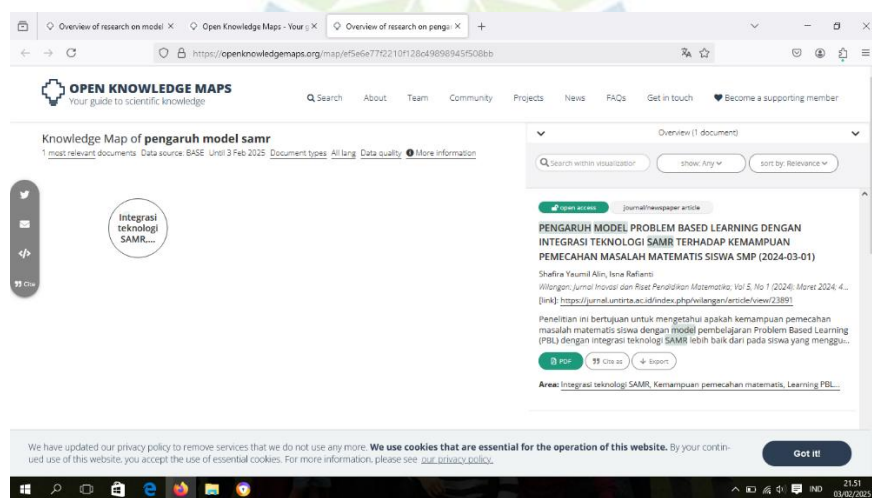 Overview of research on model
Open Knowledge Maps - Your g
Overview of research on penga
https://openknowledgemaps.org/map/ef5e6e77f2210f128c49898945f508bb
OPEN KNOWLEDGE MAPS
Your guide to scientific knowledge
Search About Team Community Projects News FAQs Get in touch Become a supporting member
Knowledge Map of pengaruh model samr
1 most relevant documents Data source: BASE Until 3 Feb 2025 Document types All lang Data quality More information
Integrasi
teknologi
SAMR,...
Cite
Overview (1 document)
Search within visualization
show: Any
sort by: Relevance
open access
journal/newspaper article
PENGARUH MODEL PROBLEM BASED LEARNING DENGAN
INTEGRASI TEKNOLOGI SAMR TERHADAP KEMAMPUAN
PEMECAHAN MASALAH MATEMATIS SISWA SMP (2024-03-01)
Shafira Yaumil Alin, Isna Rafianti
Wilangan: Jurnal Inovasi dan Riset Pendidikan Matematika; Vol 5, No 1 (2024): Maret 2024; 4...
[link]: https://jurnal.untirta.ac.id/index.php/wilangan/article/view/23891
Penelitian ini bertujuan untuk mengetahui apakah kemampuan pemecahan
masalah matematis siswa dengan model pembelajaran Problem Based Learning
(PBL) dengan integrasi teknologi SAMR lebih baik dari pada siswa yang menggu...
PDF
Cite as
Export
Area: Integrasi teknologi SAMR, Kemampuan pemecahan matematis, Learning PBL...
We have updated our privacy policy to remove services that we do not use any more. We use cookies that are essential for the operation of this website. By your contin-
ued use of this website, you accept the use of essential cookies. For more information, please see our privacy policy.
Got it!
IND
21.51
03/02/2025